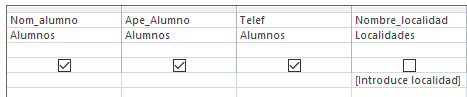 Nom_alumno Ape_Alumno Telef Nombre_localidad
Alumnos Alumnos Alumnos Localidades
[Introduce localidad]